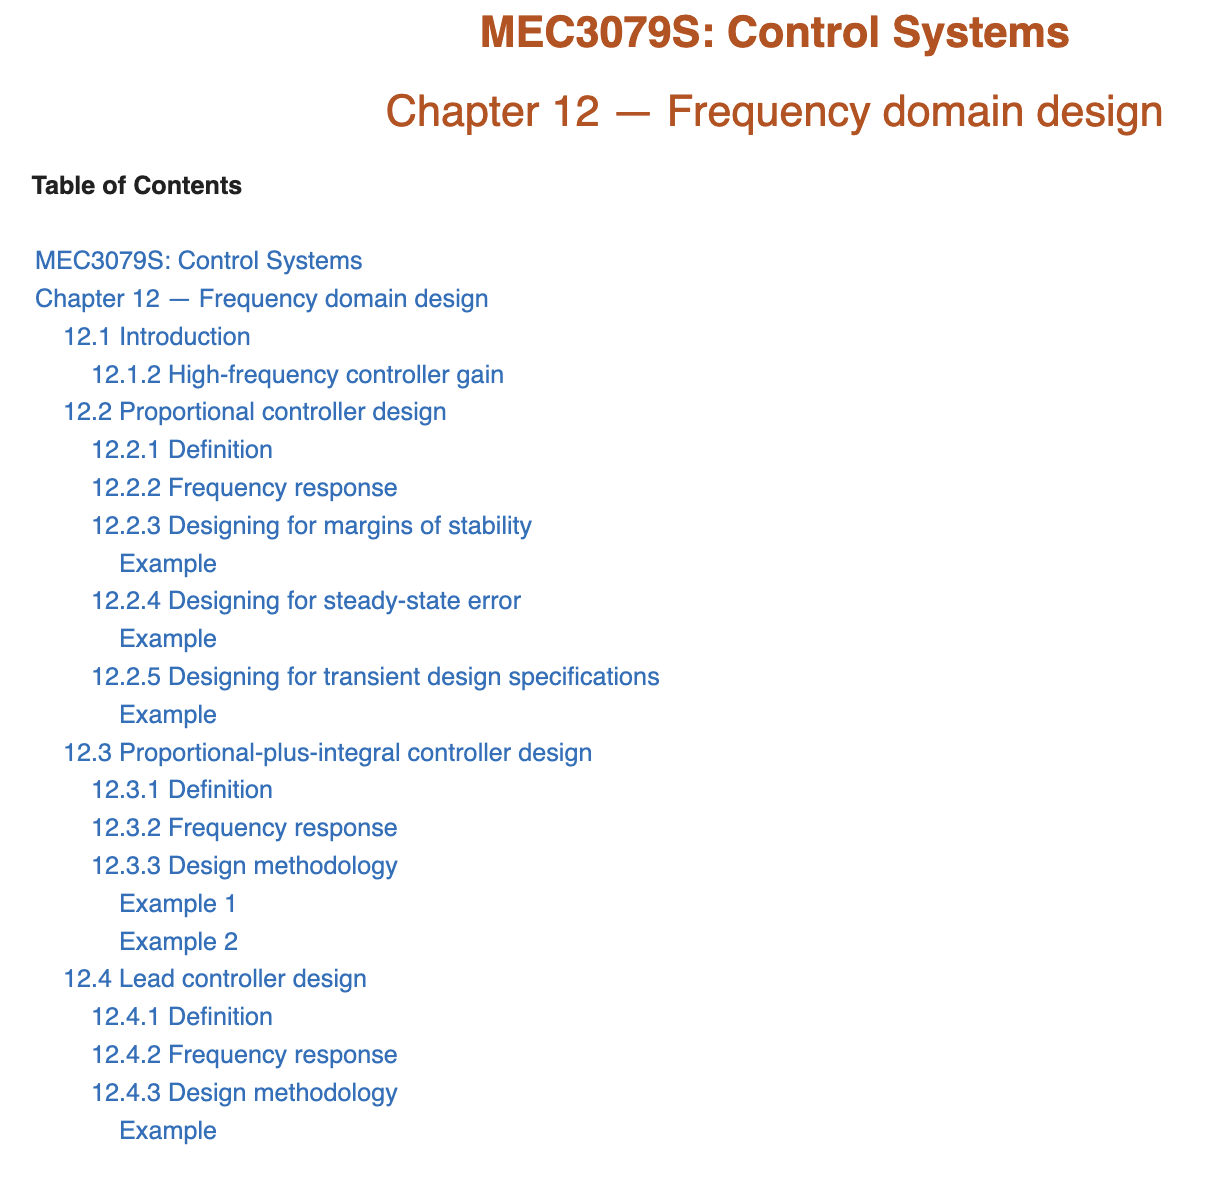 MEC3079S: Control Systems
Chapter 12 — Frequency domain design
Table of Contents
MEC3079S: Control Systems
Chapter 12 — Frequency domain design
12.1 Introduction
12.1.2 High-frequency controller gain
12.2 Proportional controller design
12.2.1 Definition
12.2.2 Frequency response
12.2.3 Designing for margins of stability
Example
12.2.4 Designing for steady-state error
Example
12.2.5 Designing for transient design specifications
Example
12.3 Proportional-plus-integral controller design
12.3.1 Definition
12.3.2 Frequency response
12.3.3 Design methodology
Example 1
Example 2
12.4 Lead controller design
12.4.1 Definition
12.4.2 Frequency response
12.4.3 Design methodology
Example